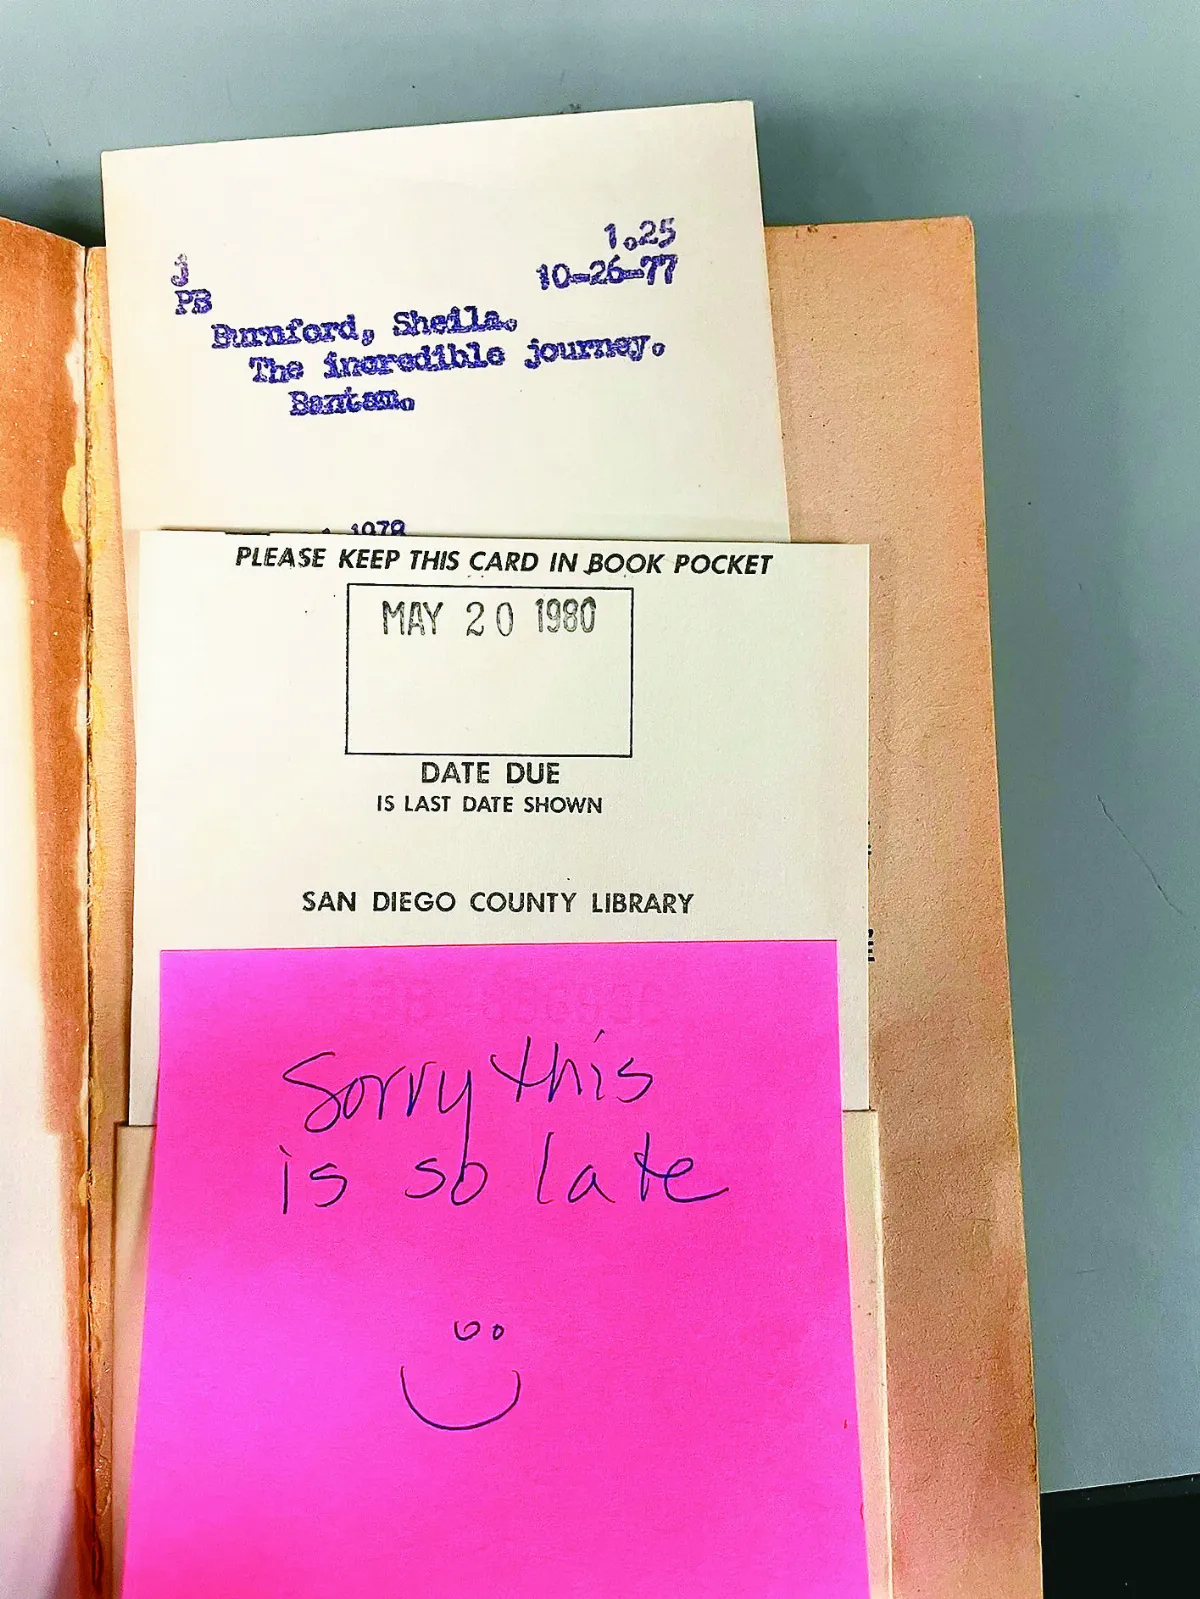 1.25
j
10-26-77
PB
Burnford, Sheila.
The incredible journey.
Bantam.
1978
PLEASE KEEP THIS CARD IN BOOK POCKET
MAY 20 1980
DATE DUE
IS LAST DATE SHOWN
SAN DIEGO COUNTY LIBRARY
Sorry this
is so late